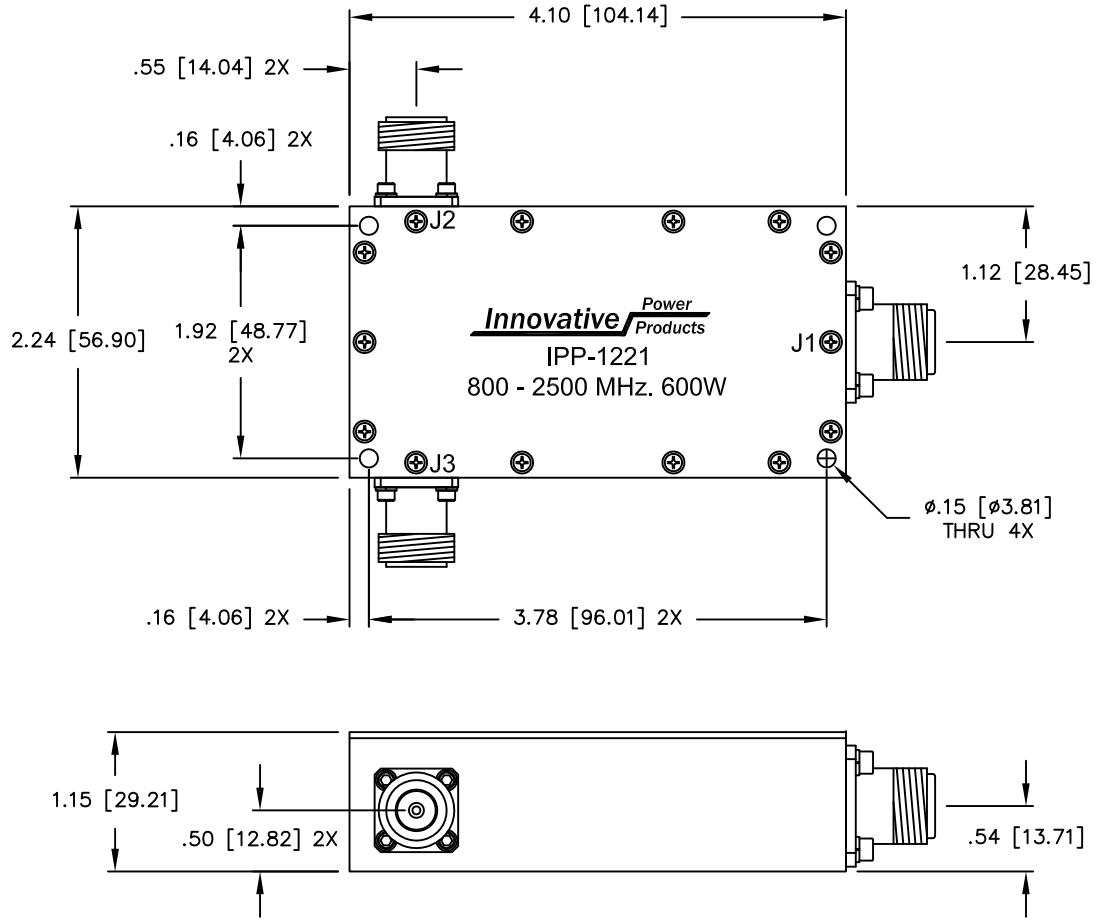 4.10 [104.14]
.55 [14.04] 2X
.16 [4.06] 2X
J2
1.12 [28.45]
2.24 [56.90]
1.92 [48.77]
2X
Innovative Power
Products
J1
IPP-1221
800 - 2500 MHz. 600W
J3
ø.15 [ø3.81]
THRU 4X
.16 [4.06] 2X
3.78 [96.01] 2X
1.15 [29.21]
.50 [12.82] 2X
.54 [13.71]